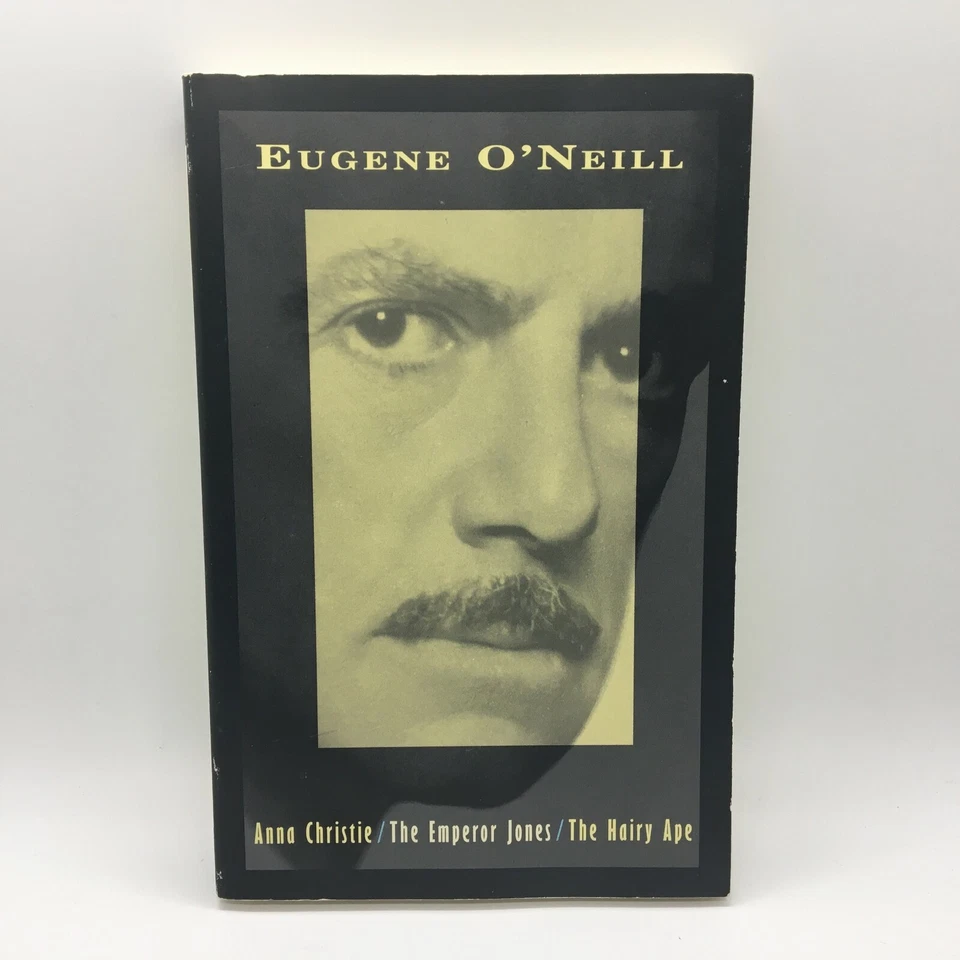 EUGENE O'NEILL
Anna Christie / The Emperor Jones / The Hairy Ape